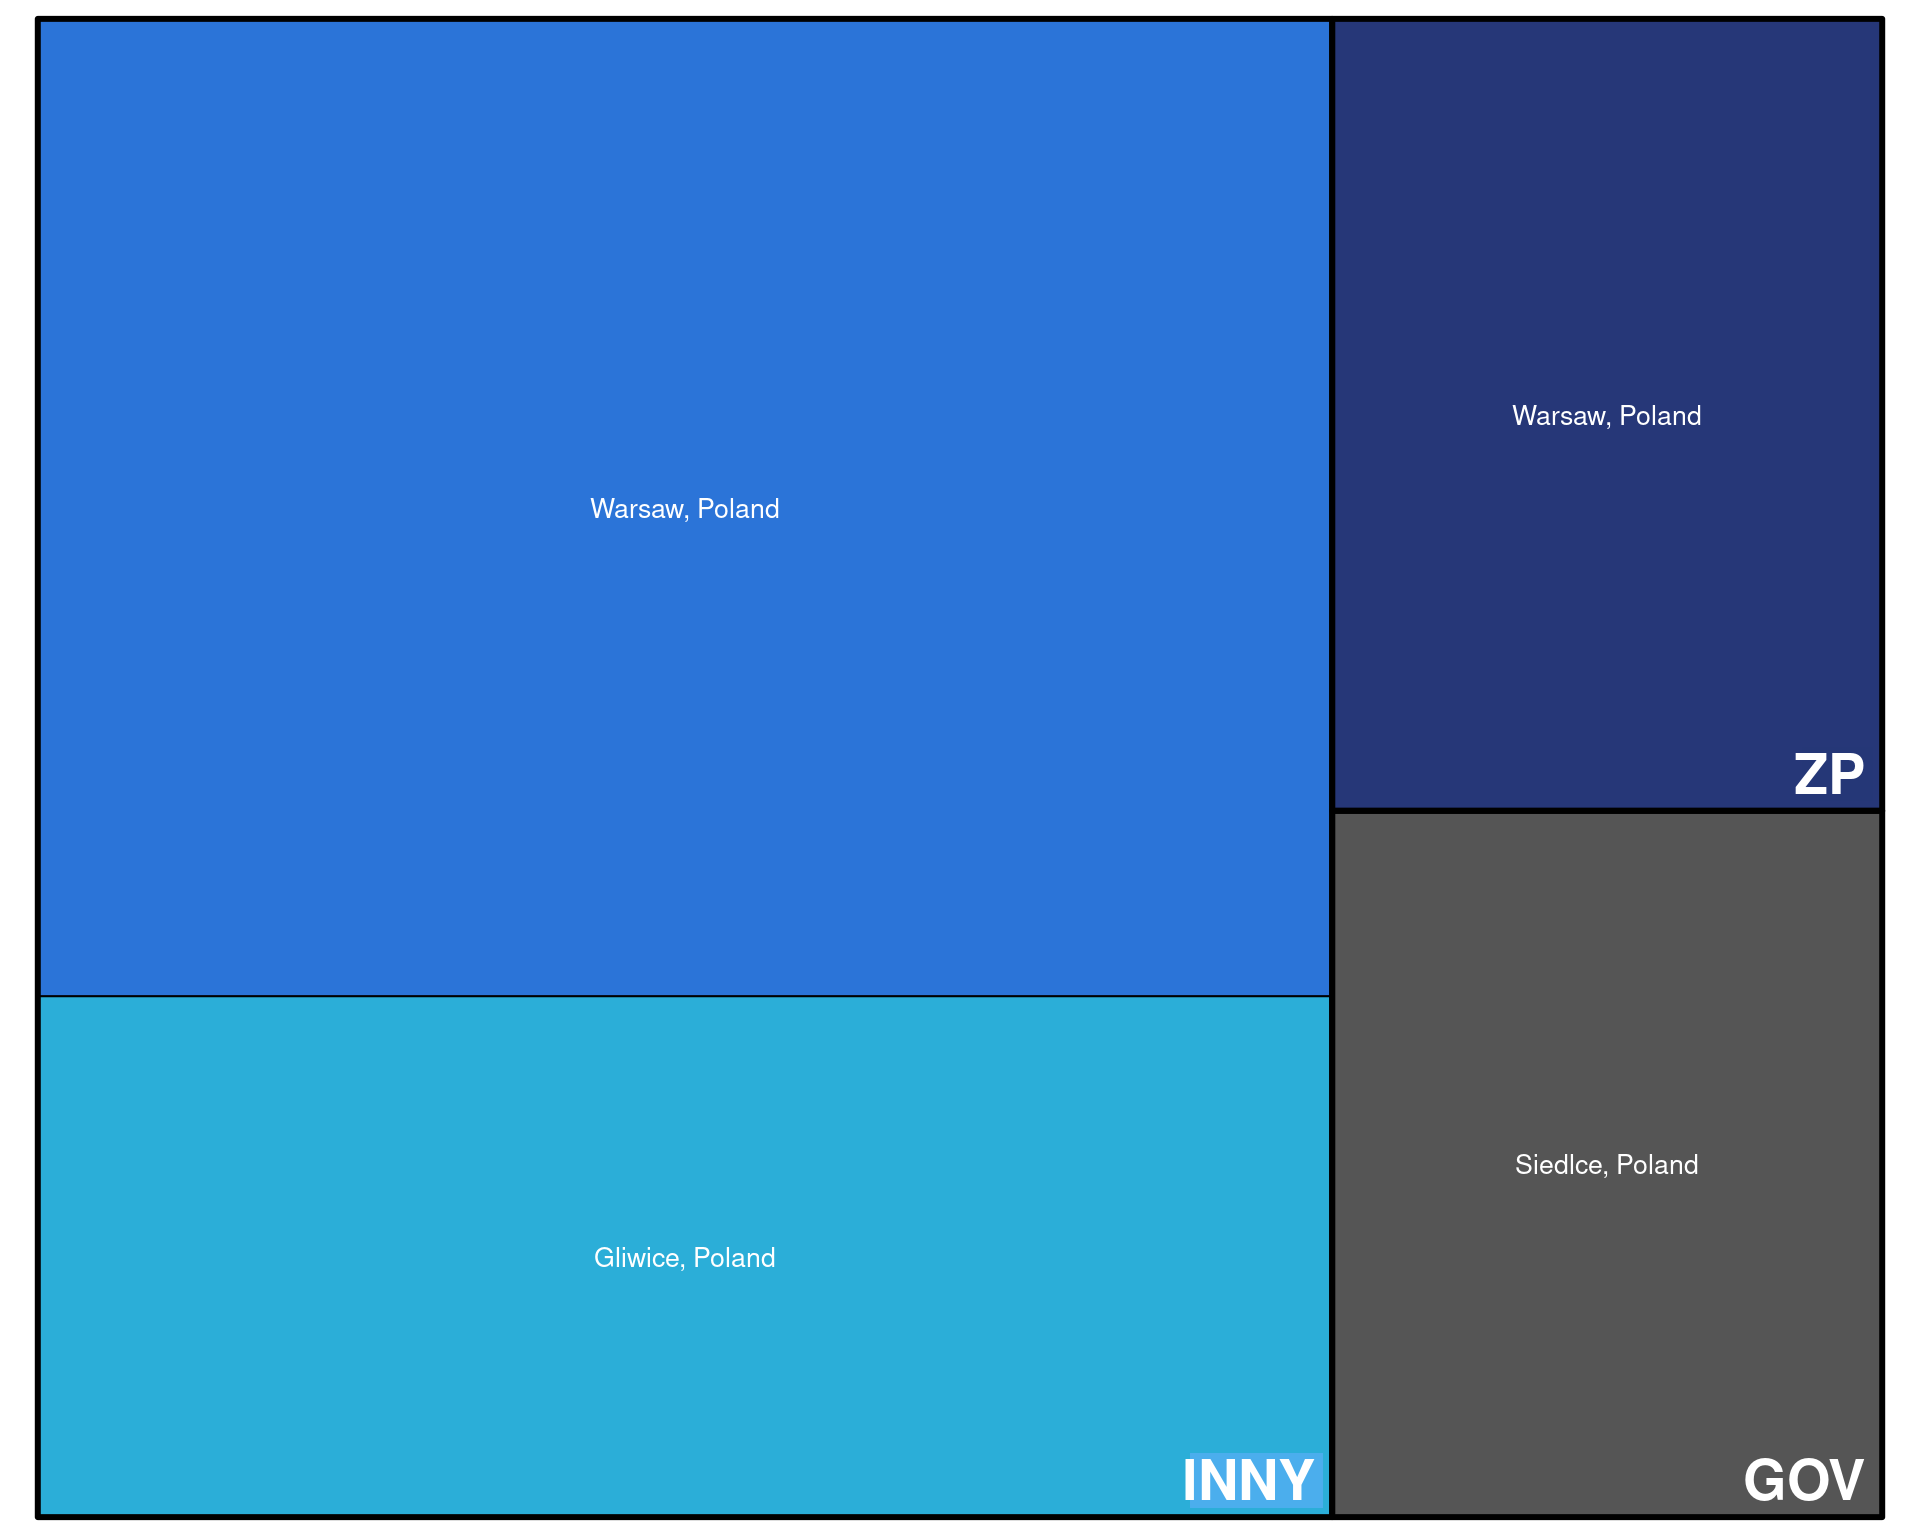 Warsaw, Poland
Gliwice, Poland
INNY
Warsaw, Poland
ZP
Siedlce, Poland
GOV